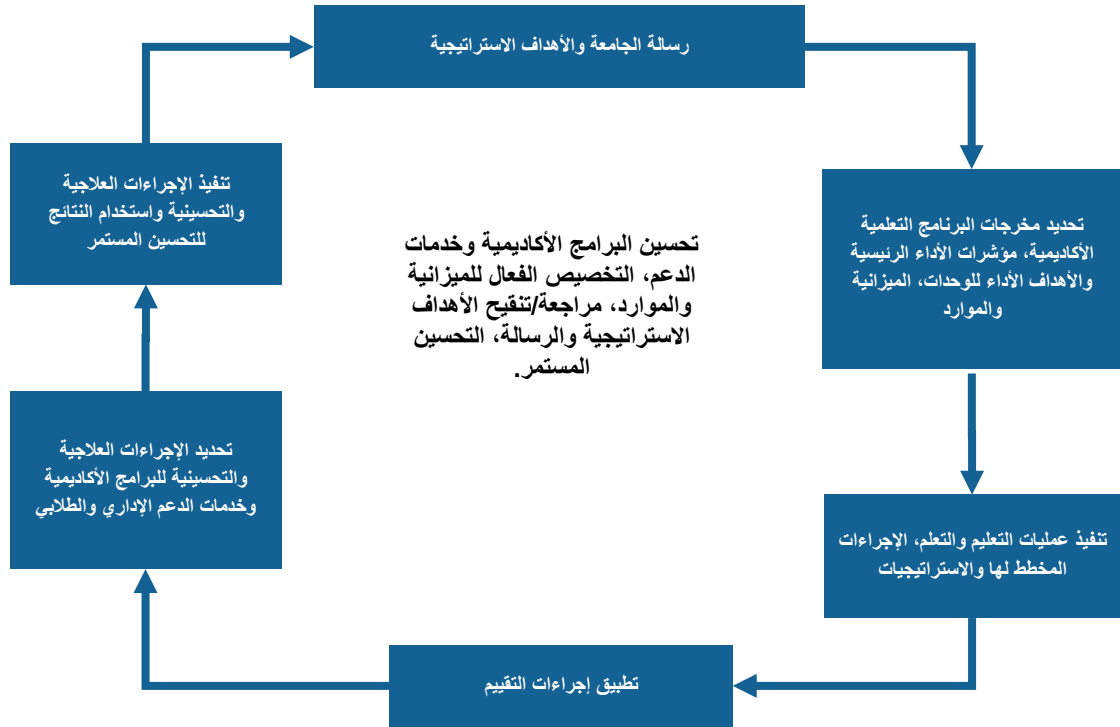 رسالة الجامعة والأهداف الاستراتيجية
تحديد مخرجات البرنامج التعلمية
الأكاديمية، مؤشرات الأداء الرئيسية
والأهداف الأداء للوحدات، الميزانية
والموارد
تنفيذ عمليات التعليم والتعلم، الإجراءات
المخطط لها والاستراتيجيات
تطبيق إجراءات التقييم
تحديد الإجراءات العلاجية
والتحسينية للبرامج الأكاديمية
وخدمات الدعم الإداري والطلابي
تنفيذ الإجراءات العلاجية
والتحسينية واستخدام النتائج
للتحسين المستمر
تحسين البرامج الأكاديمية وخدمات
الدعم، التخصيص الفعال للميزانية
والموارد، مراجعة/تنقيح الأهداف
الاستراتيجية والرسالة، التحسين
المستمر.